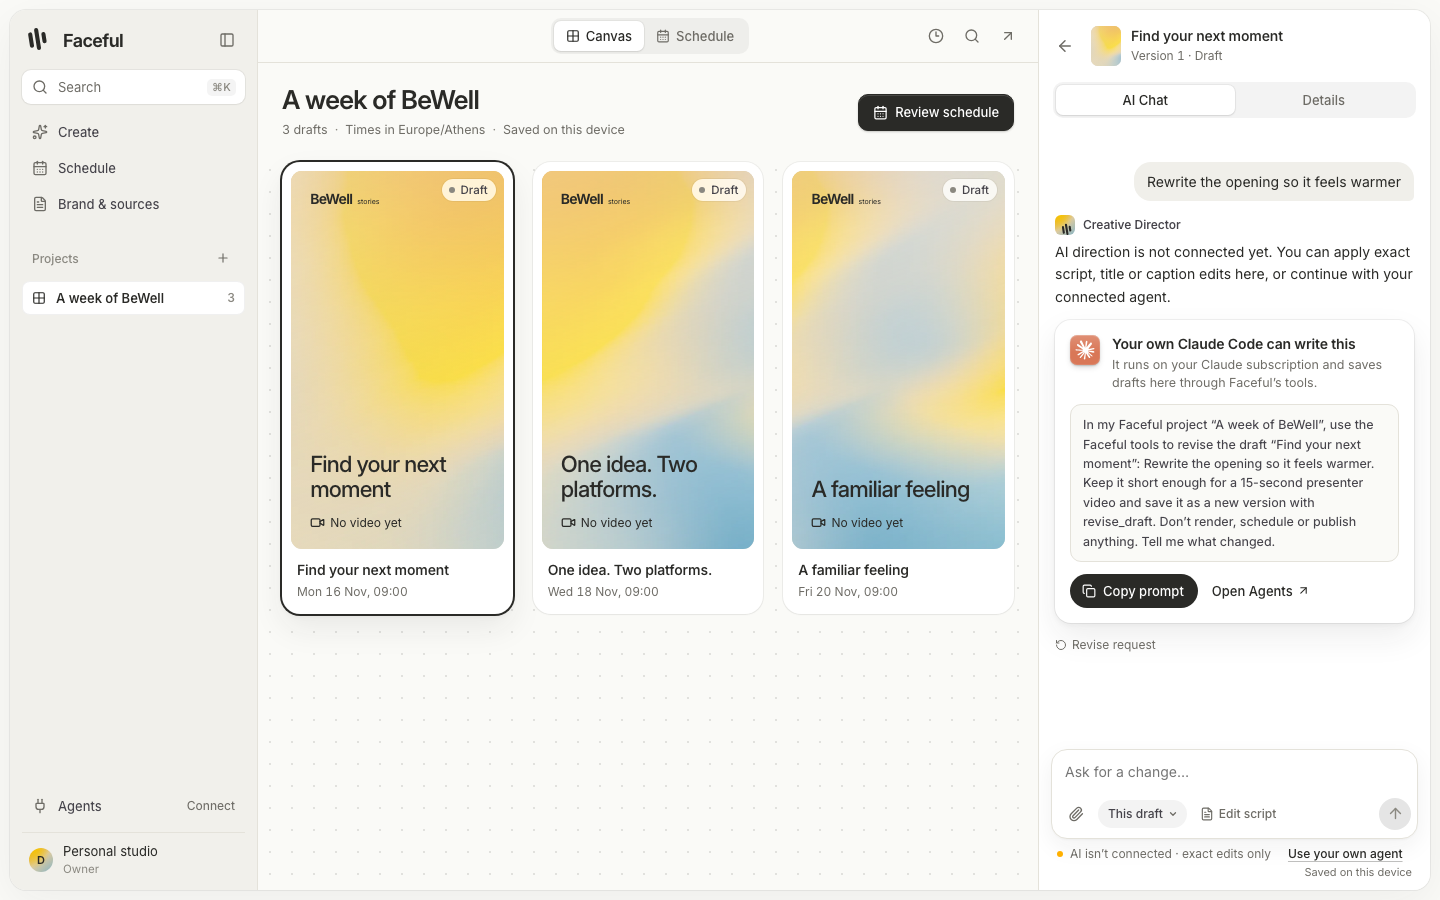 Faceful
Search ⌘K
Create
Schedule
Brand & sources
Projects
A week of BeWell 3
Agents Connect
D
Personal studio
Owner
Canvas Schedule
A week of BeWell
3 drafts · Times in Europe/Athens · Saved on this device
Review schedule
BeWell stories
Draft
Find your next
moment
No video yet
Find your next moment
Mon 16 Nov, 09:00
BeWell stories
Draft
One idea. Two
platforms.
No video yet
One idea. Two platforms.
Wed 18 Nov, 09:00
BeWell stories
Draft
A familiar feeling
No video yet
A familiar feeling
Fri 20 Nov, 09:00
Find your next moment
Version 1 · Draft
AI Chat Details
Rewrite the opening so it feels warmer
Creative Director
AI direction is not connected yet. You can apply exact
script, title or caption edits here, or continue with your
connected agent.
Your own Claude Code can write this
It runs on your Claude subscription and saves
drafts here through Faceful’s tools.
In my Faceful project “A week of BeWell”, use the
Faceful tools to revise the draft “Find your next
moment”: Rewrite the opening so it feels warmer.
Keep it short enough for a 15-second presenter
video and save it as a new version with
revise_draft. Don’t render, schedule or publish
anything. Tell me what changed.
Copy prompt Open Agents
Revise request
Ask for a change...
This draft Edit script
AI isn’t connected · exact edits only Use your own agent
Saved on this device